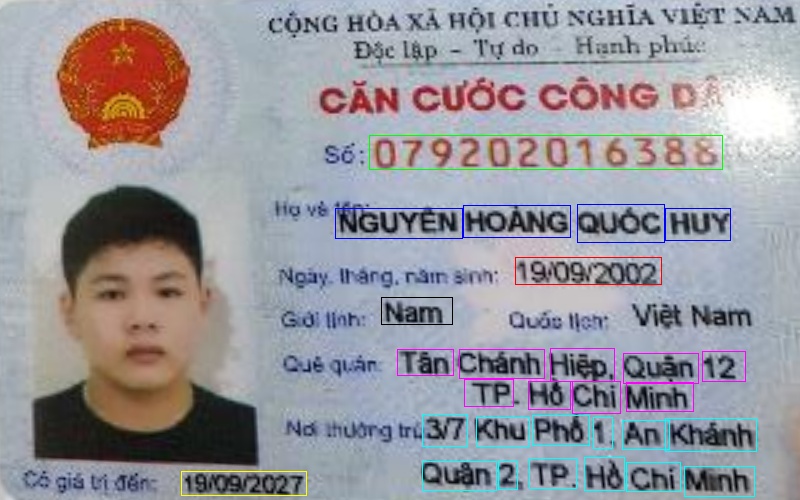 CỘNG HÒA XÃ HỘI CHỦ NGHĨA VIỆT NAM
Độc lập - Tự do - Hạnh phúc
CĂN CƯỚC CÔNG DÂ
Số: 079202016388
Họ và tên:
NGUYỄN HOÀNG QUỐC HUY
Ngày, tháng, năm sinh: 19/09/2002
Giới tính: Nam Quốc tịch: Việt Nam
Quê quán: Tân Chánh Hiệp, Quận 12
TP. Hồ Chí Minh
Nơi thường trú: 3/7 Khu Phố 1, An Khánh
Quận 2, TP. Hồ Chí Minh
Có giá trị đến: 19/09/2027